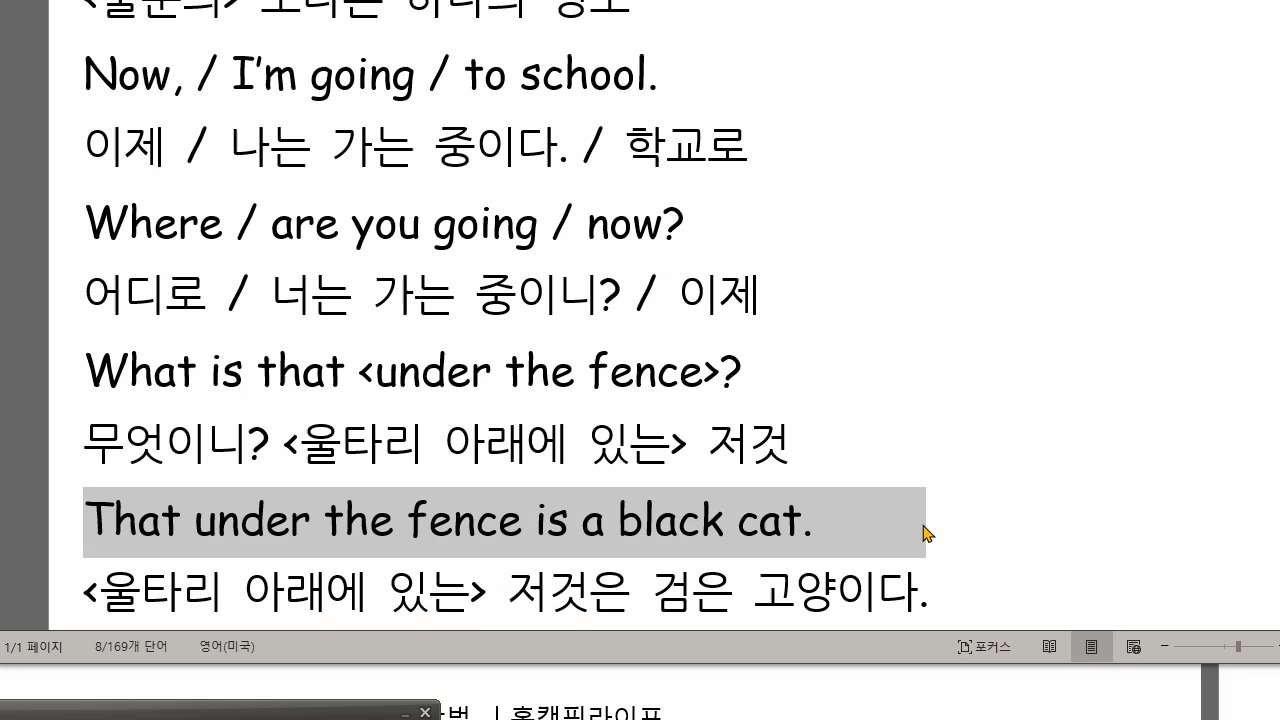 Now, / I'm going / to school.
이제 / 나는 가는 중이다. / 학교로
Where / are you going / now?
어디로 / 너는 가는 중이니? / 이제
What is that <under the fence>?
무엇이니? <울타리 아래에 있는> 저것
That under the fence is a black cat.
<울타리 아래에 있는> 저것은 검은 고양이다.
1/1 페이지 8/169개 단어 영어(미국) 포커스